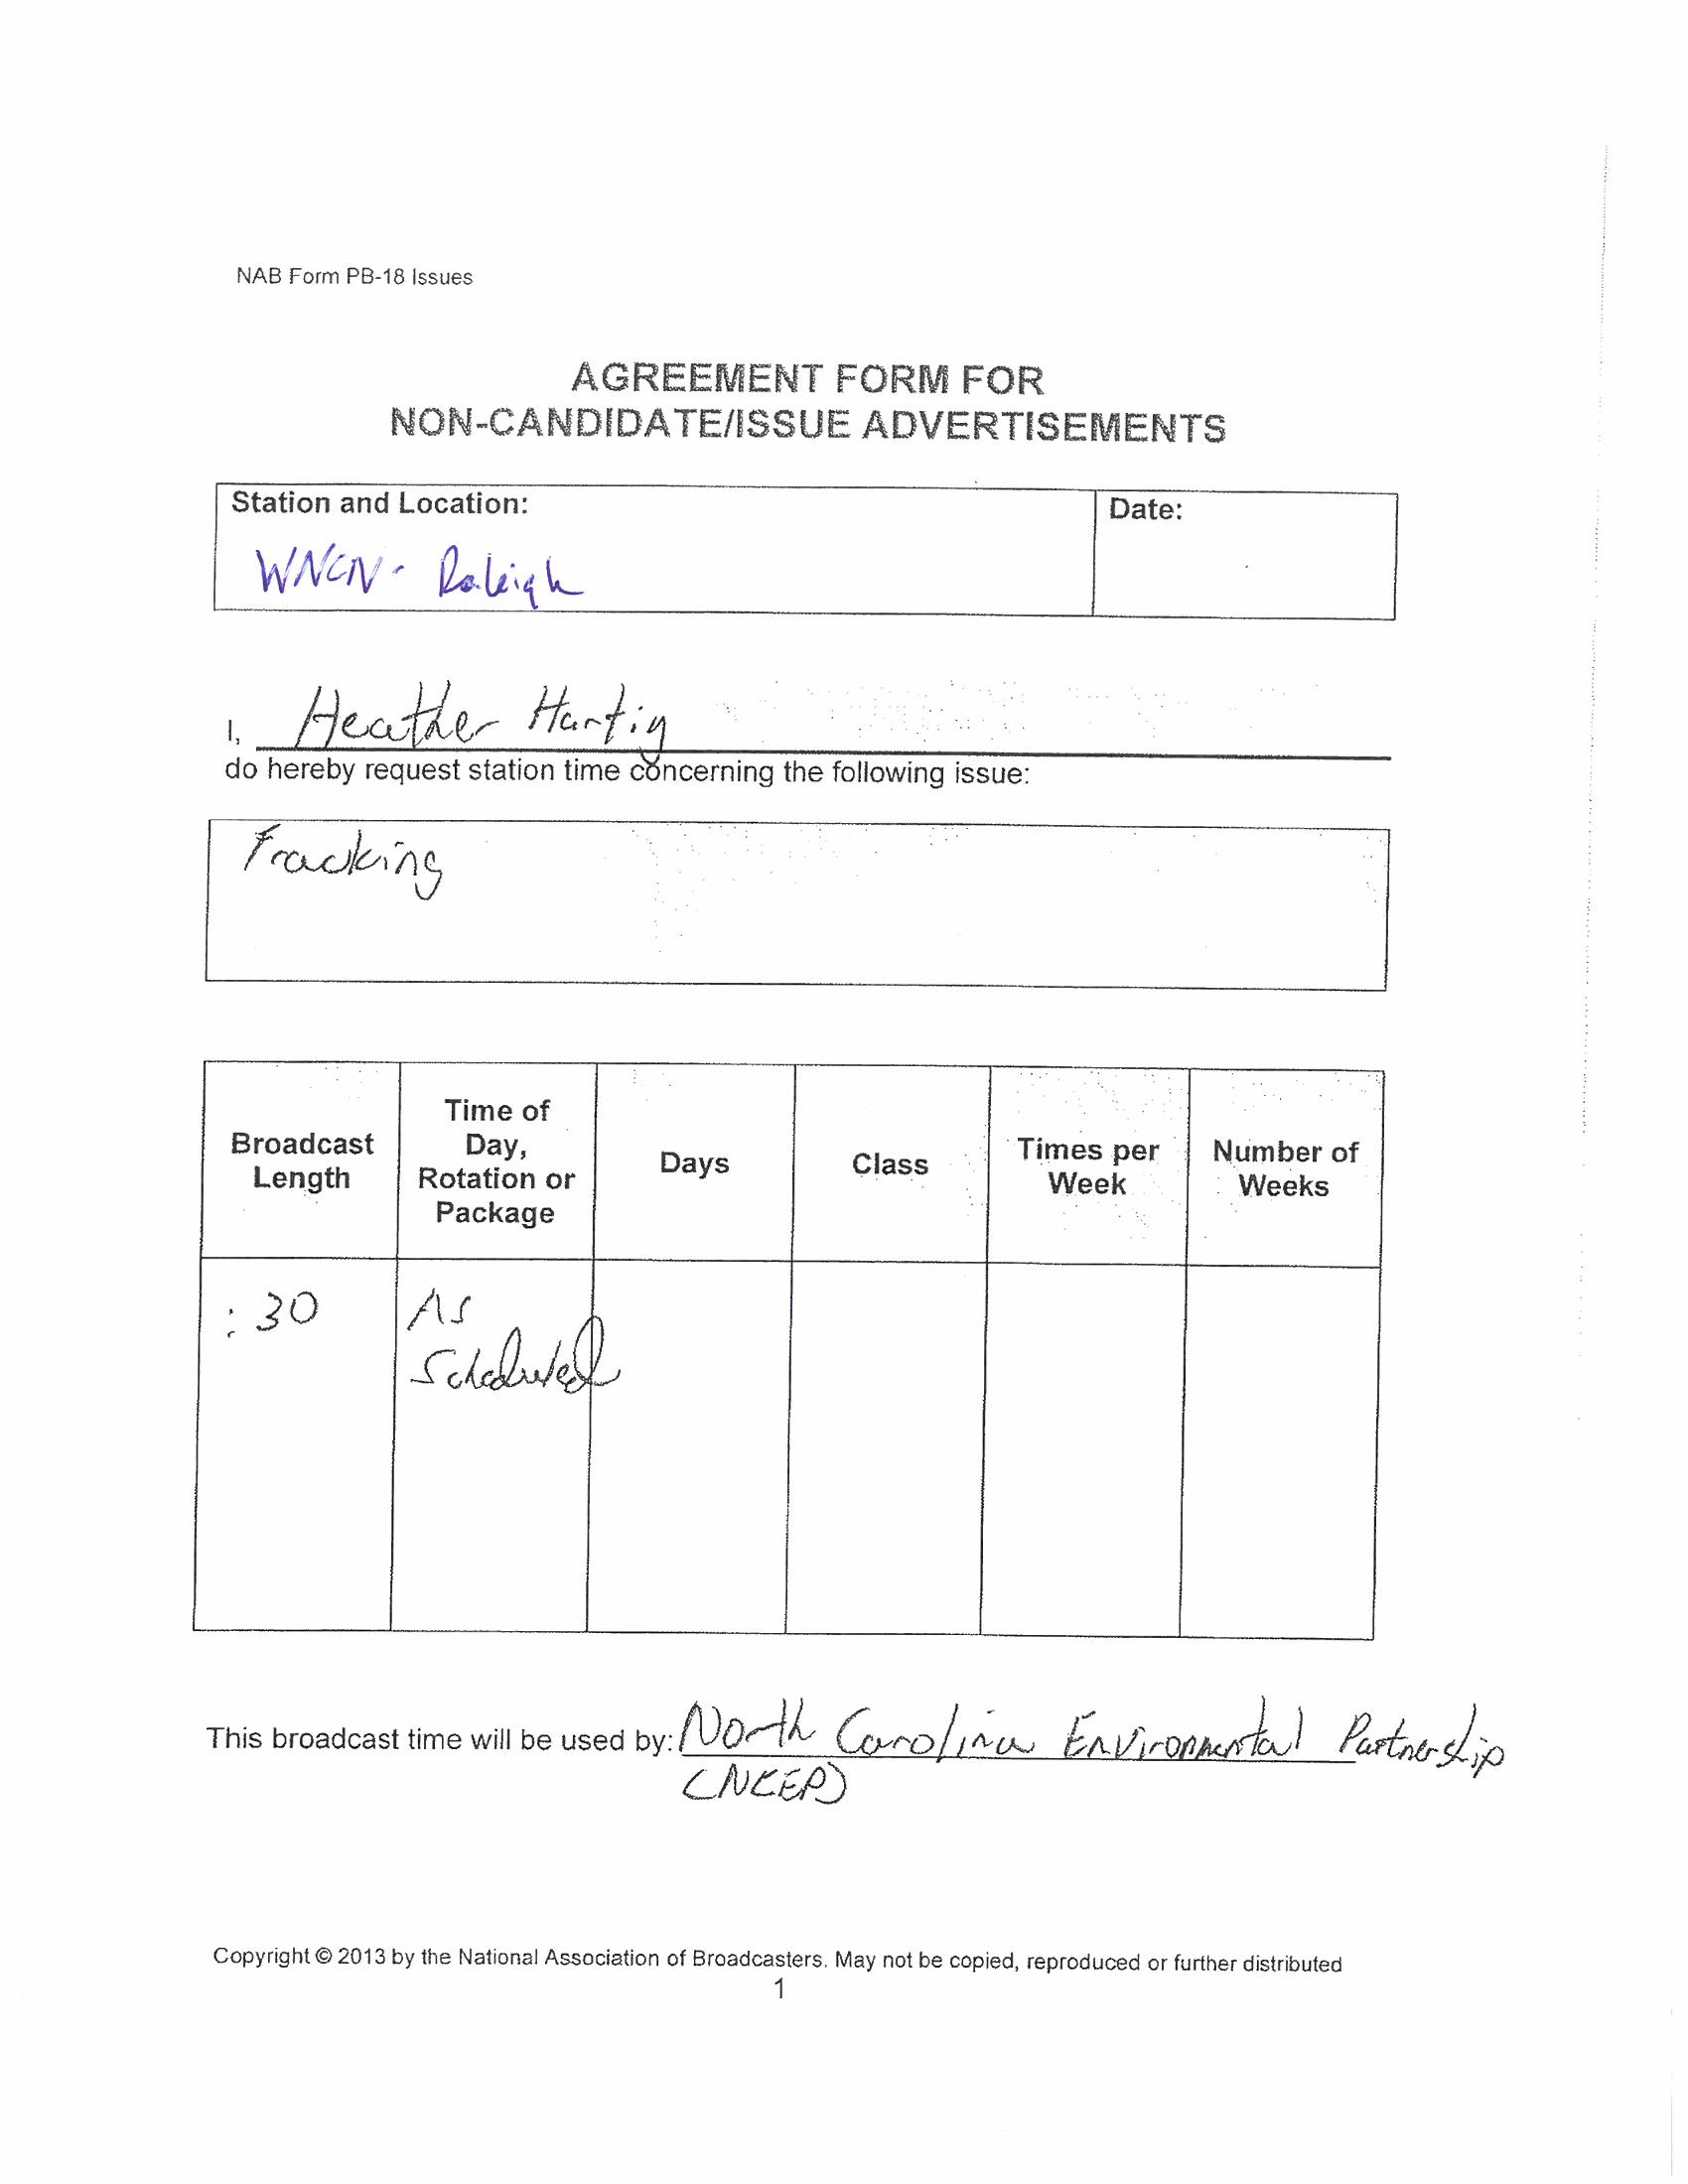 NAB Form PB-18 Issues
AGREEMENT FORM FOR
NON-CANDIDATE/ISSUE ADVERTISEMENTS
Station and Location:
Date:
WNCN - Raleigh
I, Heather Hartig
do hereby request station time concerning the following issue:
Fracking
Broadcast Length
Time of Day, Rotation or Package
Days
Class
Times per Week
Number of Weeks
:30
As
Scheduled
This broadcast time will be used by: North Carolina Environmental Partnership
(NCEP)
Copyright © 2013 by the National Association of Broadcasters. May not be copied, reproduced or further distributed
1